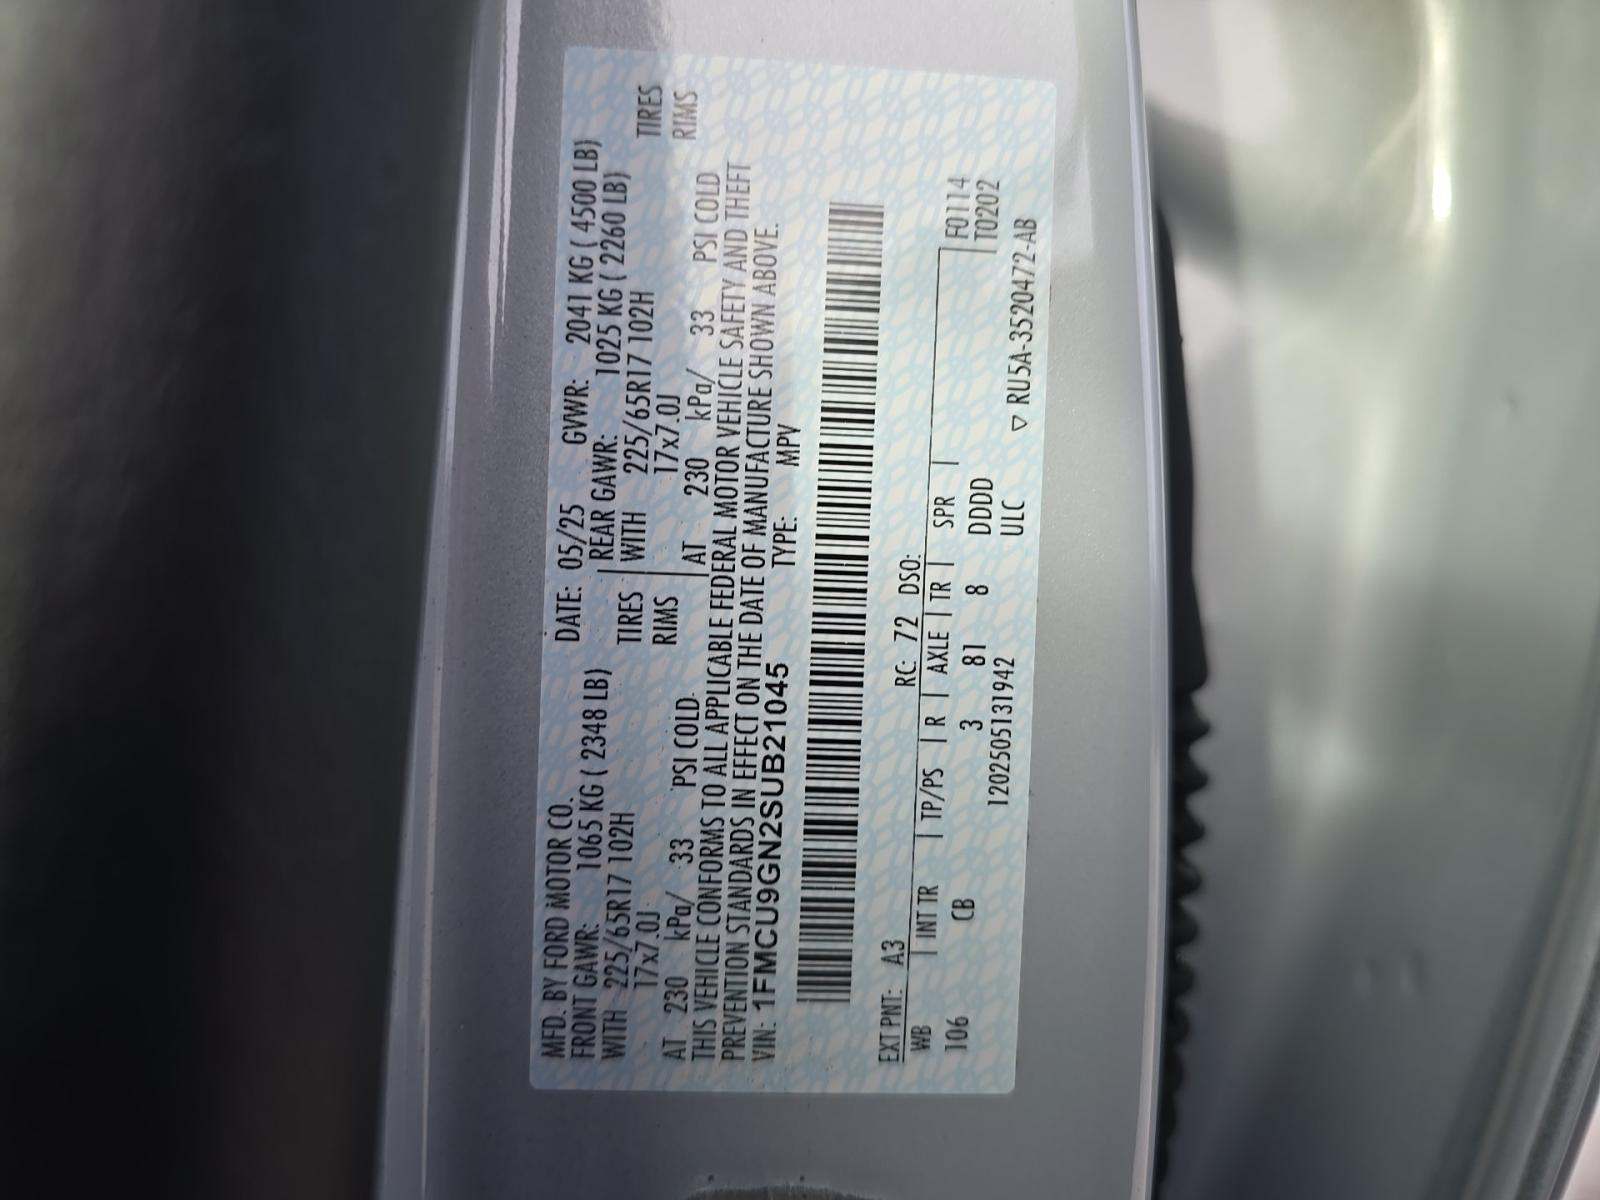 MFD. BY FORD MOTOR CO. DATE: 05/25 GVWR: 2041 KG ( 4500 LB)
FRONT GAWR: 1065 KG ( 2348 LB) REAR GAWR: 1025 KG ( 2260 LB)
WITH 225/65R17 102H TIRES WITH 225/65R17 102H TIRES
17x7.0J RIMS 17x7.0J RIMS
AT 230 kPa/ 33 PSI COLD AT 230 kPa/ 33 PSI COLD
THIS VEHICLE CONFORMS TO ALL APPLICABLE FEDERAL MOTOR VEHICLE SAFETY AND THEFT
PREVENTION STANDARDS IN EFFECT ON THE DATE OF MANUFACTURE SHOWN ABOVE.
VIN: 1FMCU9GN2SUB21045 TYPE: MPV
EXT PNT: A3 RC: 72 DSO:
WB | INT TR | TP/PS | R | AXLE | TR | SPR | F0114
106 CB 3 81 8 DDDD T0202
1202505131942 ULC ▽ RU5A-3520472-AB